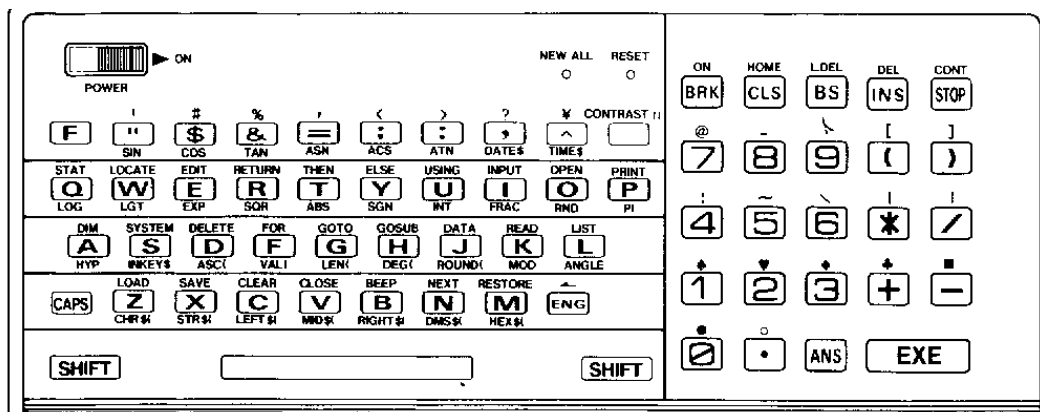 ON
POWER
NEW ALL RESET
' # % , < > ? ¥ CONTRAST
F " $ & = ; : , ^
SIN COS TAN ASN ACS ATN DATE$ TIME$
STAT LOCATE EDIT RETURN THEN ELSE USING INPUT OPEN PRINT
Q W E R T Y U I O P
LOG LGT EXP SQR ABS SGN INT FRAC RND PI
DIM SYSTEM DELETE FOR GOTO GOSUB DATA READ LIST
A S D F G H J K L
HYP INKEY$ ASC( VAL( LEN( DEG( ROUND( MOD ANGLE
LOAD SAVE CLEAR CLOSE BEEP NEXT RESTORE
CAPS Z X C V B N M ENG
CHR$( STR$( LEFT$( MID$( RIGHT$( DMS$( HEX$(
SHIFT SHIFT
ON HOME L.DEL DEL CONT
BRK CLS BS INS STOP
@ _ \ [ ]
7 8 9 ( )
~ \ | ¦
4 5 6 * /
♠ ♥ ♦ ♣ ■
1 2 3 + −
● ○
0 . ANS EXE